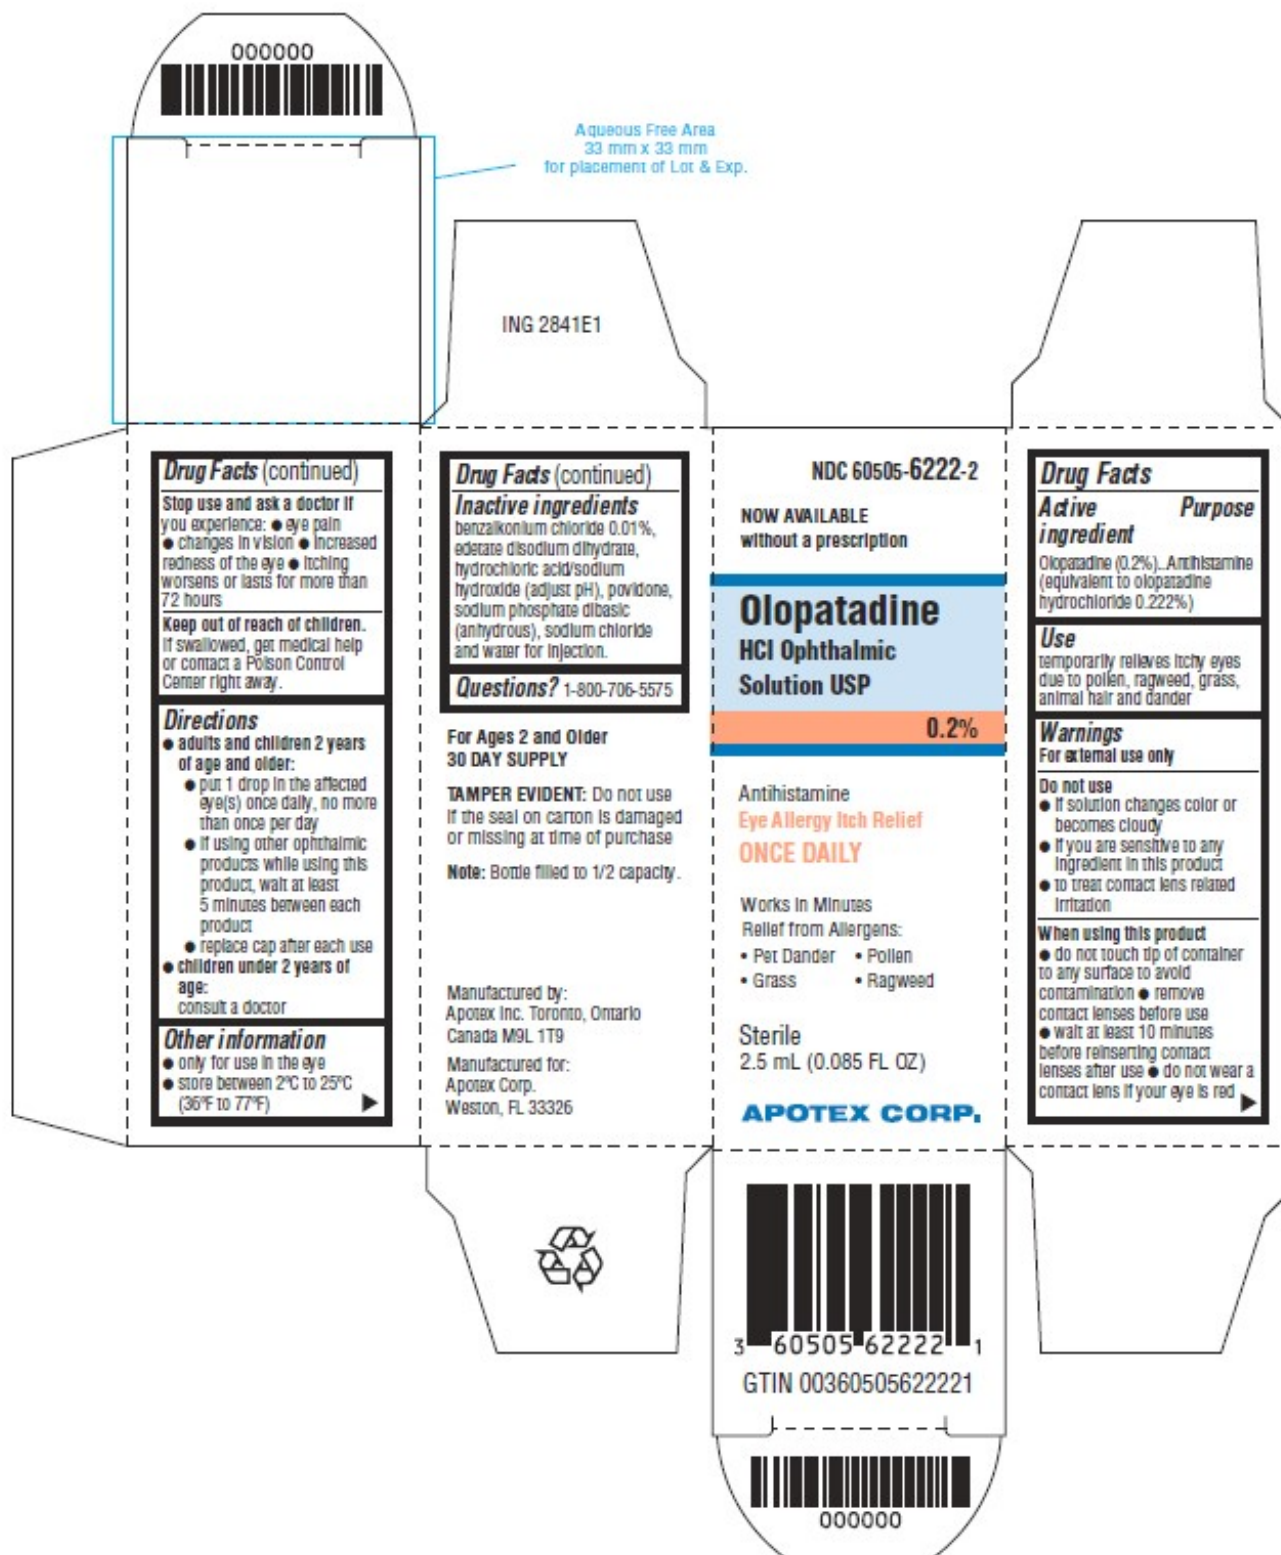 000000
Aqueous Free Area
33 mm x 33 mm
for placement of Lot & Exp.
ING 2841E1
Drug Facts (continued)
Stop use and ask a doctor if
you experience: ● eye pain
● changes in vision ● increased
redness of the eye ● itching
worsens or lasts for more than
72 hours
Keep out of reach of children.
If swallowed, get medical help
or contact a Poison Control
Center right away.
Directions
● adults and children 2 years
of age and older:
● put 1 drop in the affected
eye(s) once daily, no more
than once per day
● if using other ophthalmic
products while using this
product, wait at least
5 minutes between each
product
● replace cap after each use
● children under 2 years of
age:
consult a doctor
Other information
● only for use in the eye
● store between 2ºC to 25ºC
(36ºF to 77ºF)
Drug Facts (continued)
Inactive ingredients
benzalkonium chloride 0.01%,
edetate disodium dihydrate,
hydrochloric acid/sodium
hydroxide (adjust pH), povidone,
sodium phosphate dibasic
(anhydrous), sodium chloride
and water for injection.
Questions? 1-800-706-5575
For Ages 2 and Older
30 DAY SUPPLY
TAMPER EVIDENT: Do not use
if the seal on carton is damaged
or missing at time of purchase
Note: Bottle filled to 1/2 capacity.
Manufactured by:
Apotex Inc. Toronto, Ontario
Canada M9L 1T9
Manufactured for:
Apotex Corp.
Weston, FL 33326
NDC 60505-6222-2
NOW AVAILABLE
without a prescription
Olopatadine
HCl Ophthalmic
Solution USP
0.2%
Antihistamine
Eye Allergy Itch Relief
ONCE DAILY
Works in Minutes
Relief from Allergens:
• Pet Dander • Pollen
• Grass • Ragweed
Sterile
2.5 mL (0.085 FL OZ)
APOTEX CORP.
3 60505 62222 1
GTIN 00360505622221
000000
Drug Facts
Active Purpose
ingredient
Olopatadine (0.2%)..Antihistamine
(equivalent to olopatadine
hydrochloride 0.222%)
Use
temporarily relieves itchy eyes
due to pollen, ragweed, grass,
animal hair and dander
Warnings
For external use only
Do not use
● if solution changes color or
becomes cloudy
● if you are sensitive to any
ingredient in this product
● to treat contact lens related
irritation
When using this product
● do not touch tip of container
to any surface to avoid
contamination ● remove
contact lenses before use
● wait at least 10 minutes
before reinserting contact
lenses after use ● do not wear a
contact lens if your eye is red